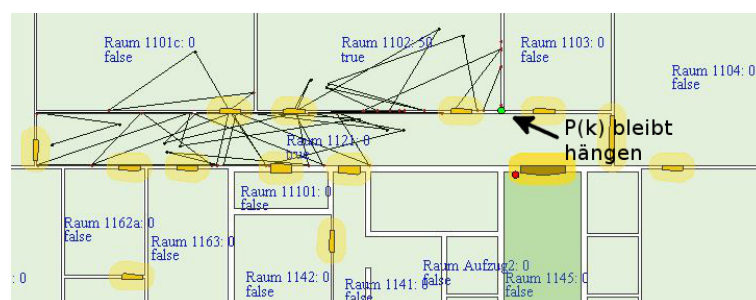 Raum 1101c: 0
false
Raum 1102: 50
true
Raum 1103: 0
false
Raum 1104: 0
false
P(k) bleibt
hängen
Raum 1121: 0
true
Raum 11101: 0
false
Raum 1162a: 0
false
Raum 1163: 0
false
: 0
Raum 1142: 0
false
Raum 1141: 0
false
Raum Aufzug2: 0
false
Raum 1145: 0
false